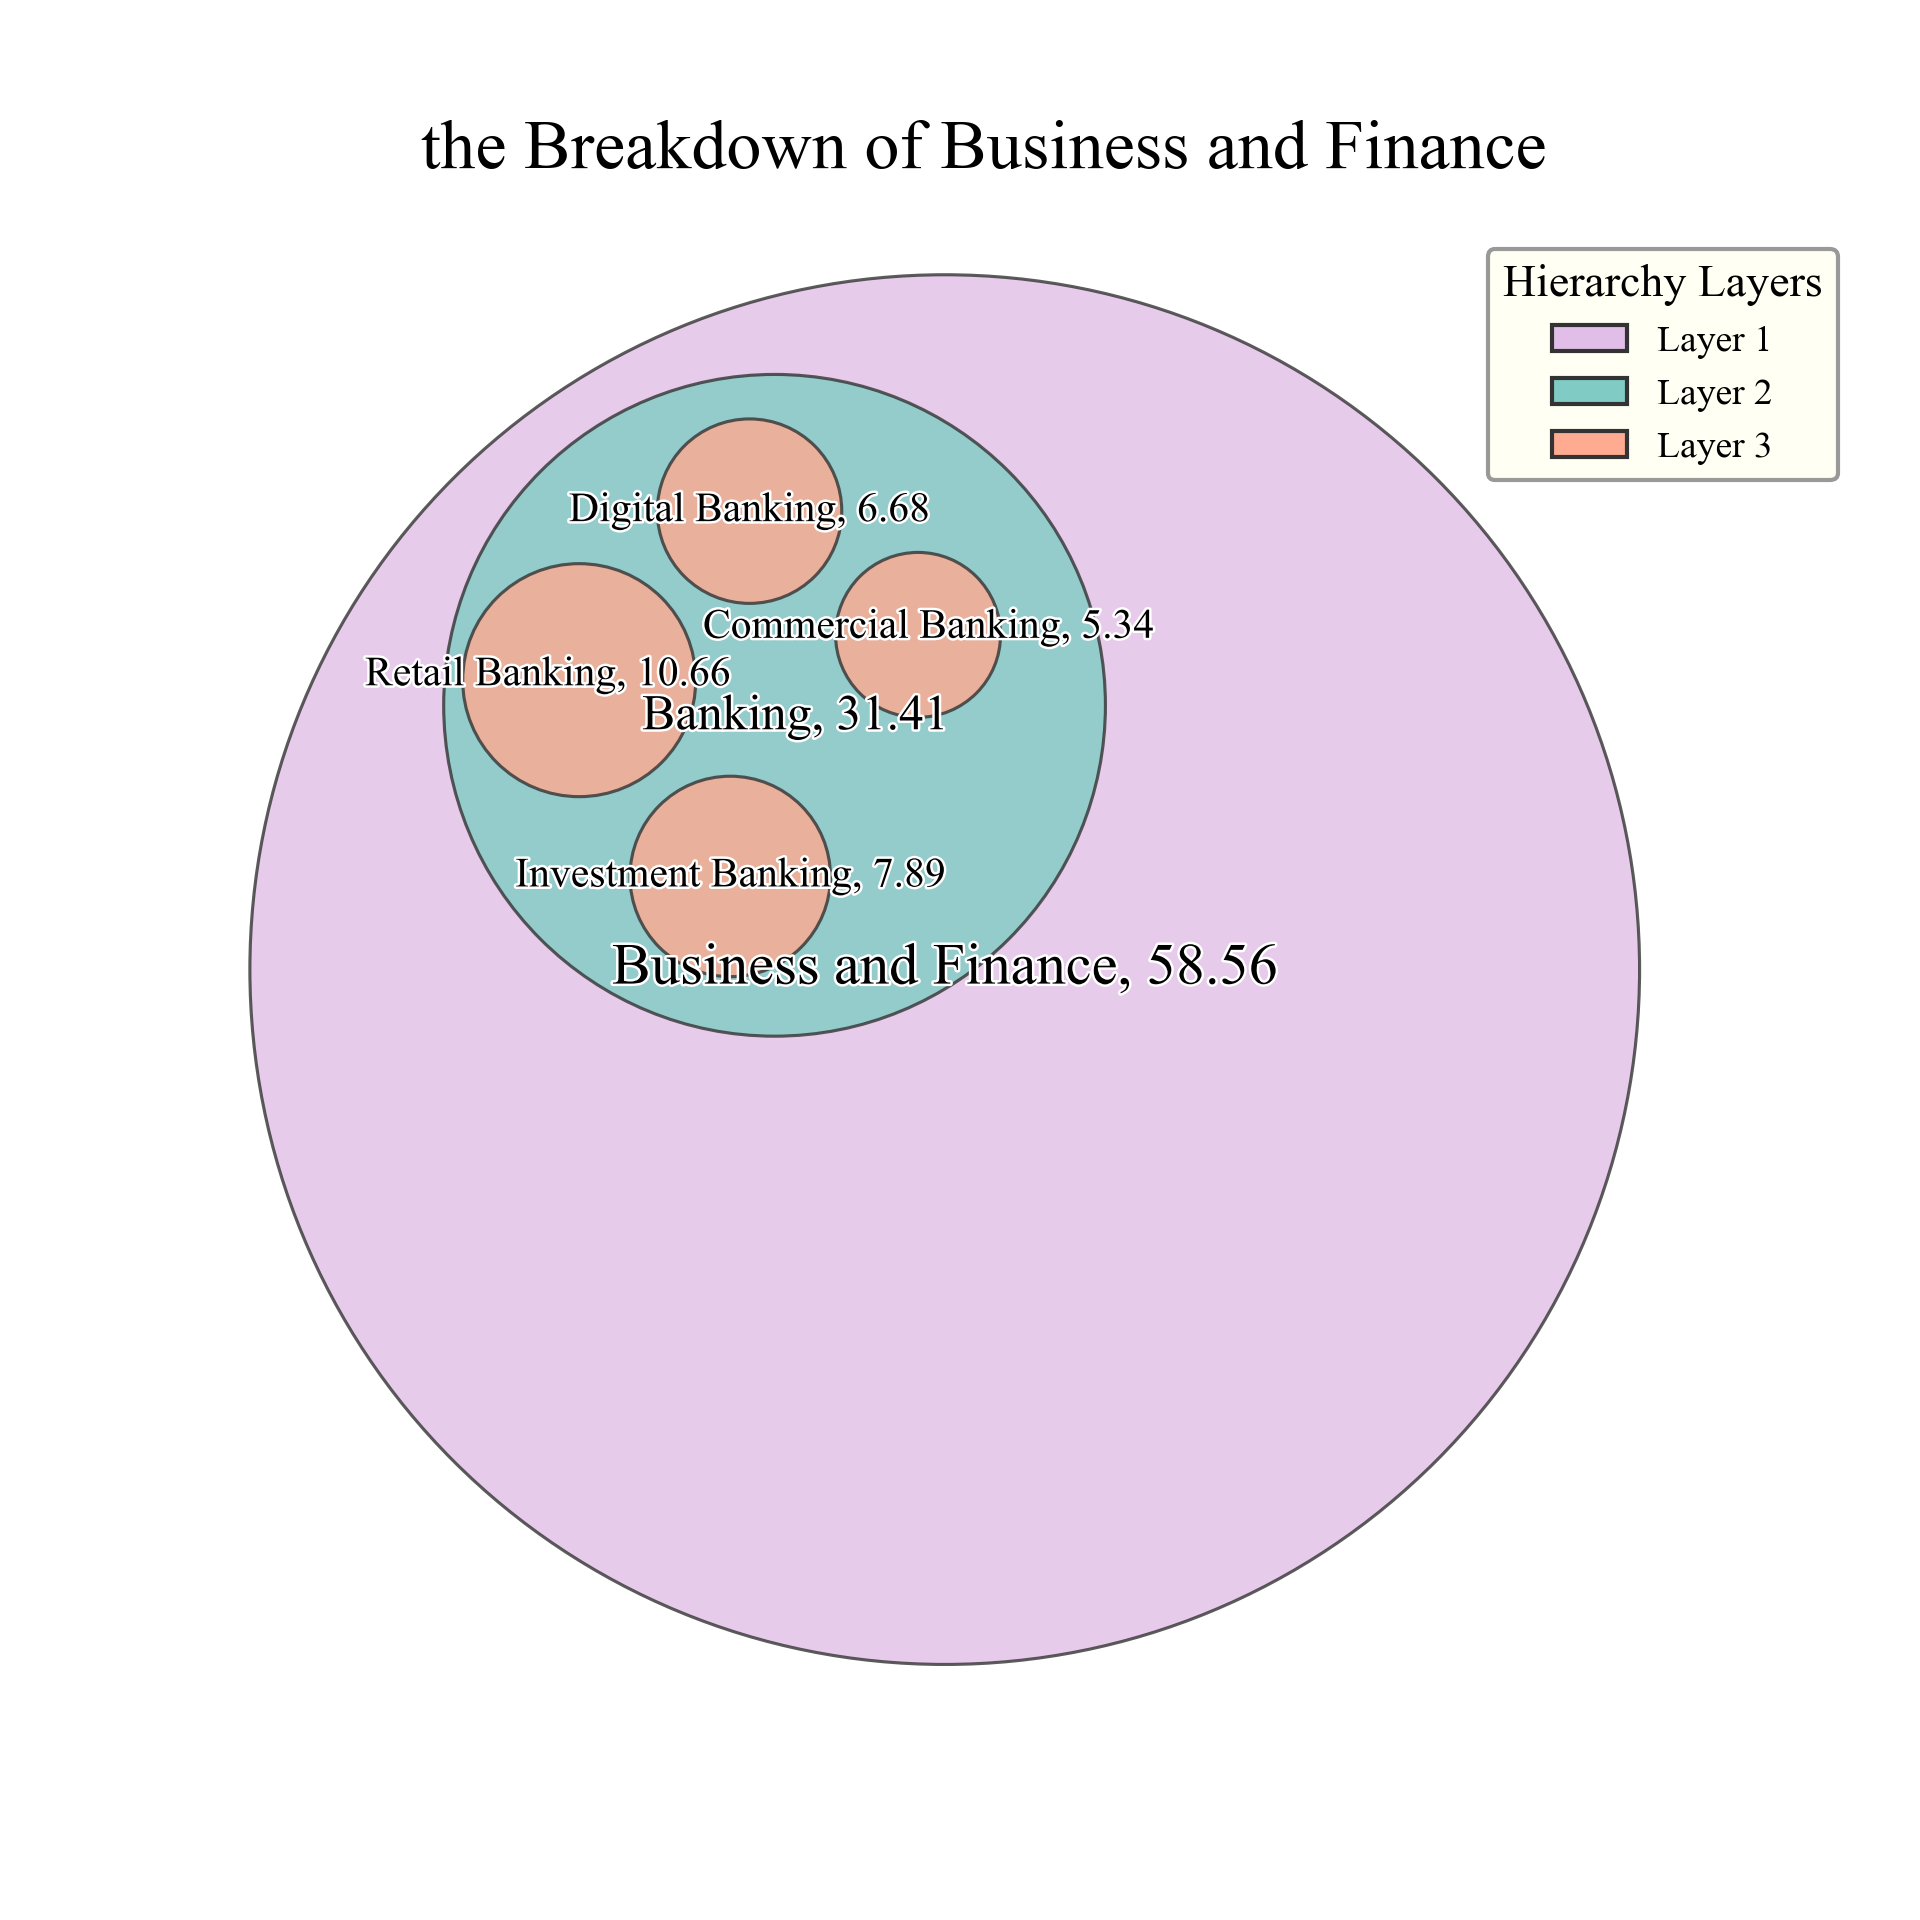 the Breakdown of Business and Finance
Hierarchy Layers
Layer 1
Layer 2
Layer 3
Digital Banking, 6.68
Commercial Banking, 5.34
Retail Banking, 10.66
Banking, 31.41
Investment Banking, 7.89
Business and Finance, 58.56